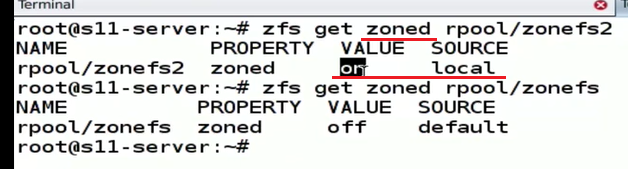 Terminal
root@s11-server:~# zfs get zoned rpool/zonefs2
NAME PROPERTY VALUE SOURCE
rpool/zonefs2 zoned on local
root@s11-server:~# zfs get zoned rpool/zonefs
NAME PROPERTY VALUE SOURCE
rpool/zonefs zoned off default
root@s11-server:~#